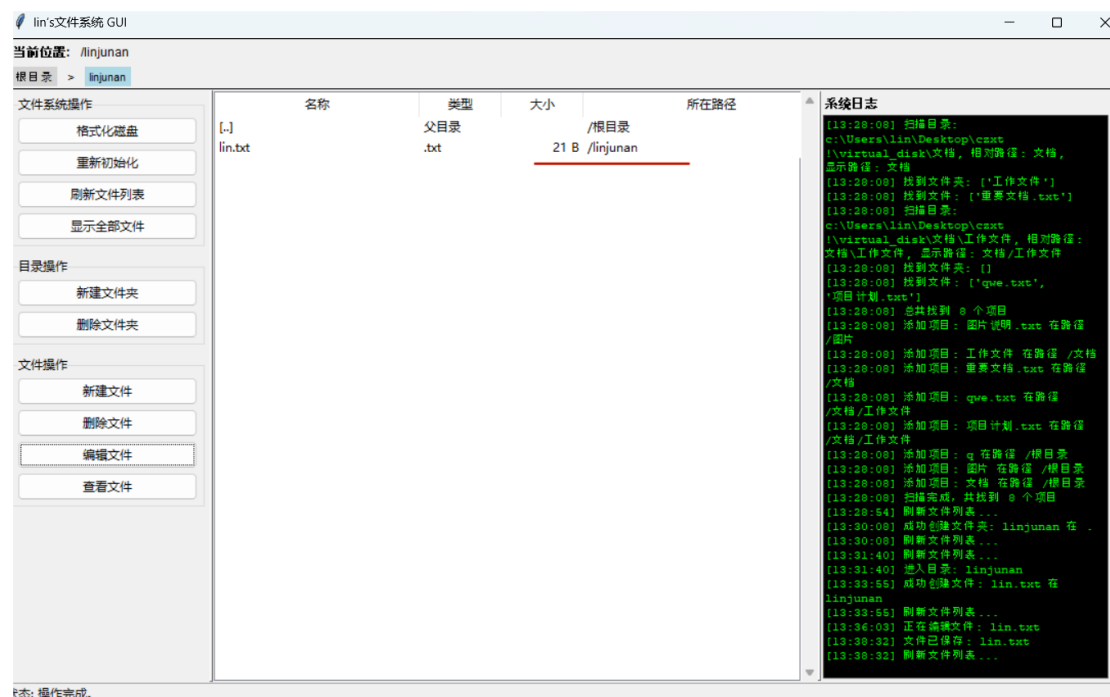 lin's文件系统 GUI
当前位置: /linjunan
根目录 > linjunan
文件系统操作
格式化磁盘
重新初始化
刷新文件列表
显示全部文件
目录操作
新建文件夹
删除文件夹
文件操作
新建文件
删除文件
编辑文件
查看文件
名称 类型 大小 所在路径
[..] 父目录 /根目录
lin.txt .txt 21 B /linjunan
系统日志
[13:28:08] 扫描目录:
c:\Users\lin\Desktop\czxt
!\virtual_disk\文档, 相对路径: 文档,
显示路径: 文档
[13:28:08] 找到文件夹: ['工作文件']
[13:28:08] 找到文件: ['重要文档.txt']
[13:28:08] 扫描目录:
c:\Users\lin\Desktop\czxt
!\virtual_disk\文档\工作文件, 相对路径:
文档\工作文件, 显示路径: 文档/工作文件
[13:28:08] 找到文件夹: []
[13:28:08] 找到文件: ['qwe.txt',
'项目计划.txt']
[13:28:08] 总共找到 8 个项目
[13:28:08] 添加项目: 图片说明.txt 在路径
/图片
[13:28:08] 添加项目: 工作文件 在路径 /文档
[13:28:08] 添加项目: 重要文档.txt 在路径
/文档
[13:28:08] 添加项目: qwe.txt 在路径
/文档/工作文件
[13:28:08] 添加项目: 项目计划.txt 在路径
/文档/工作文件
[13:28:08] 添加项目: q 在路径 /根目录
[13:28:08] 添加项目: 图片 在路径 /根目录
[13:28:08] 添加项目: 文档 在路径 /根目录
[13:28:08] 扫描完成, 共找到 8 个项目
[13:28:54] 刷新文件列表...
[13:30:08] 成功创建文件夹: linjunan 在 .
[13:30:08] 刷新文件列表...
[13:31:40] 刷新文件列表...
[13:31:40] 进入目录: linjunan
[13:33:55] 成功创建文件: lin.txt 在
linjunan
[13:33:55] 刷新文件列表...
[13:36:03] 正在编辑文件: lin.txt
[13:38:32] 文件已保存: lin.txt
[13:38:32] 刷新文件列表...
状态: 操作完成。